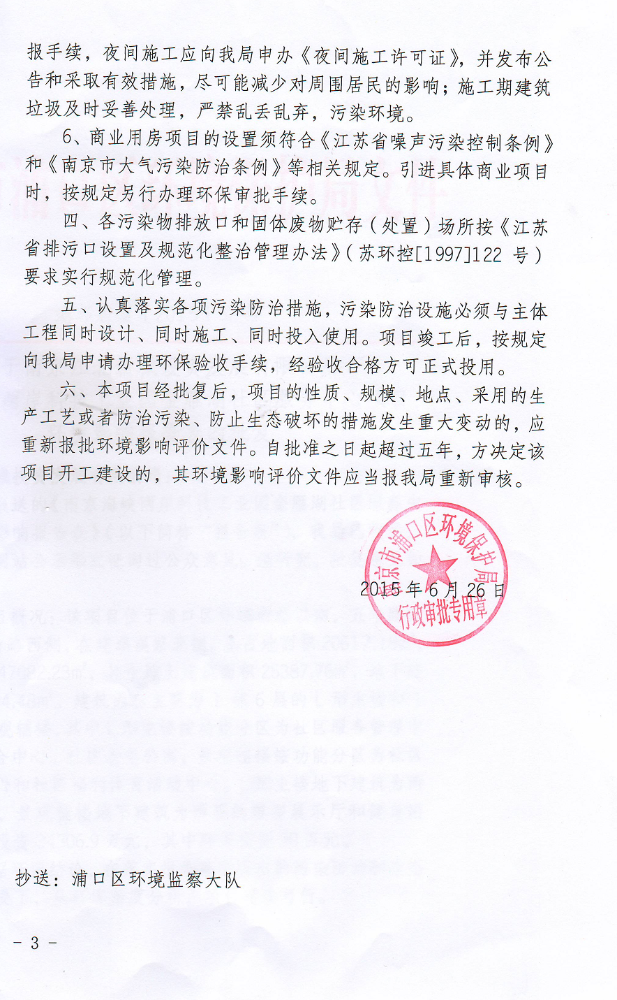 报手续，夜间施工应向我局申办《夜间施工许可证》，并发布公
告和采取有效措施，尽可能减少对周围居民的影响；施工期建筑
垃圾及时妥善处理，严禁乱丢乱弃，污染环境。
6、商业用房项目的设置须符合《江苏省噪声污染控制条例》
和《南京市大气污染防治条例》等相关规定。引进具体商业项目
时，按规定另行办理环保审批手续。
四、各污染物排放口和固体废物贮存（处置）场所按《江苏
省排污口设置及规范化整治管理办法》（苏环控[1997]122 号）
要求实行规范化管理。
五、认真落实各项污染防治措施，污染防治设施必须与主体
工程同时设计、同时施工、同时投入使用。项目竣工后，按规定
向我局申请办理环保验收手续，经验收合格方可正式投用。
六、本项目经批复后，项目的性质、规模、地点、采用的生
产工艺或者防治污染、防止生态破坏的措施发生重大变动的，应
重新报批环境影响评价文件。自批准之日起超过五年，方决定该
项目开工建设的，其环境影响评价文件应当报我局重新审核。
南京市浦口区环境保护局
2015 年 6 月 26 日
行政审批专用章
抄送：浦口区环境监察大队
- 3 -